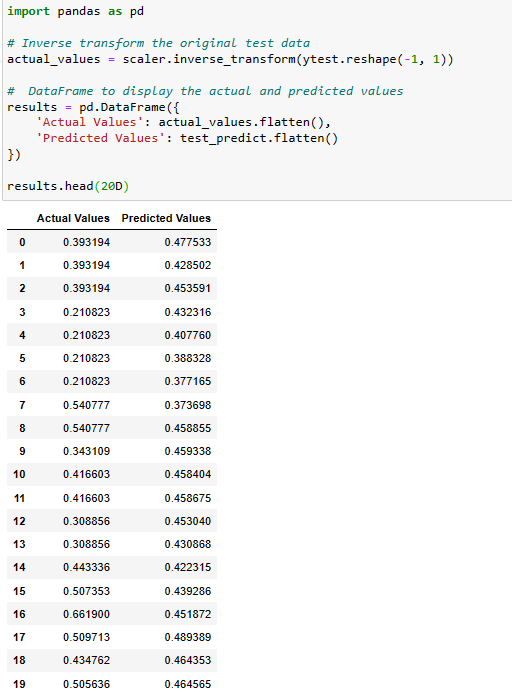 import pandas as pd
# Inverse transform the original test data
actual_values = scaler.inverse_transform(ytest.reshape(-1, 1))
#  DataFrame to display the actual and predicted values
results = pd.DataFrame({
    'Actual Values': actual_values.flatten(),
    'Predicted Values': test_predict.flatten()
})
results.head(20D)
Actual Values Predicted Values
0 0.393194 0.477533
1 0.393194 0.428502
2 0.393194 0.453591
3 0.210823 0.432316
4 0.210823 0.407760
5 0.210823 0.388328
6 0.210823 0.377165
7 0.540777 0.373698
8 0.540777 0.458855
9 0.343109 0.459338
10 0.416603 0.458404
11 0.416603 0.458675
12 0.308856 0.453040
13 0.308856 0.430868
14 0.443336 0.422315
15 0.507353 0.439286
16 0.661900 0.451872
17 0.509713 0.489389
18 0.434762 0.464353
19 0.505636 0.464565